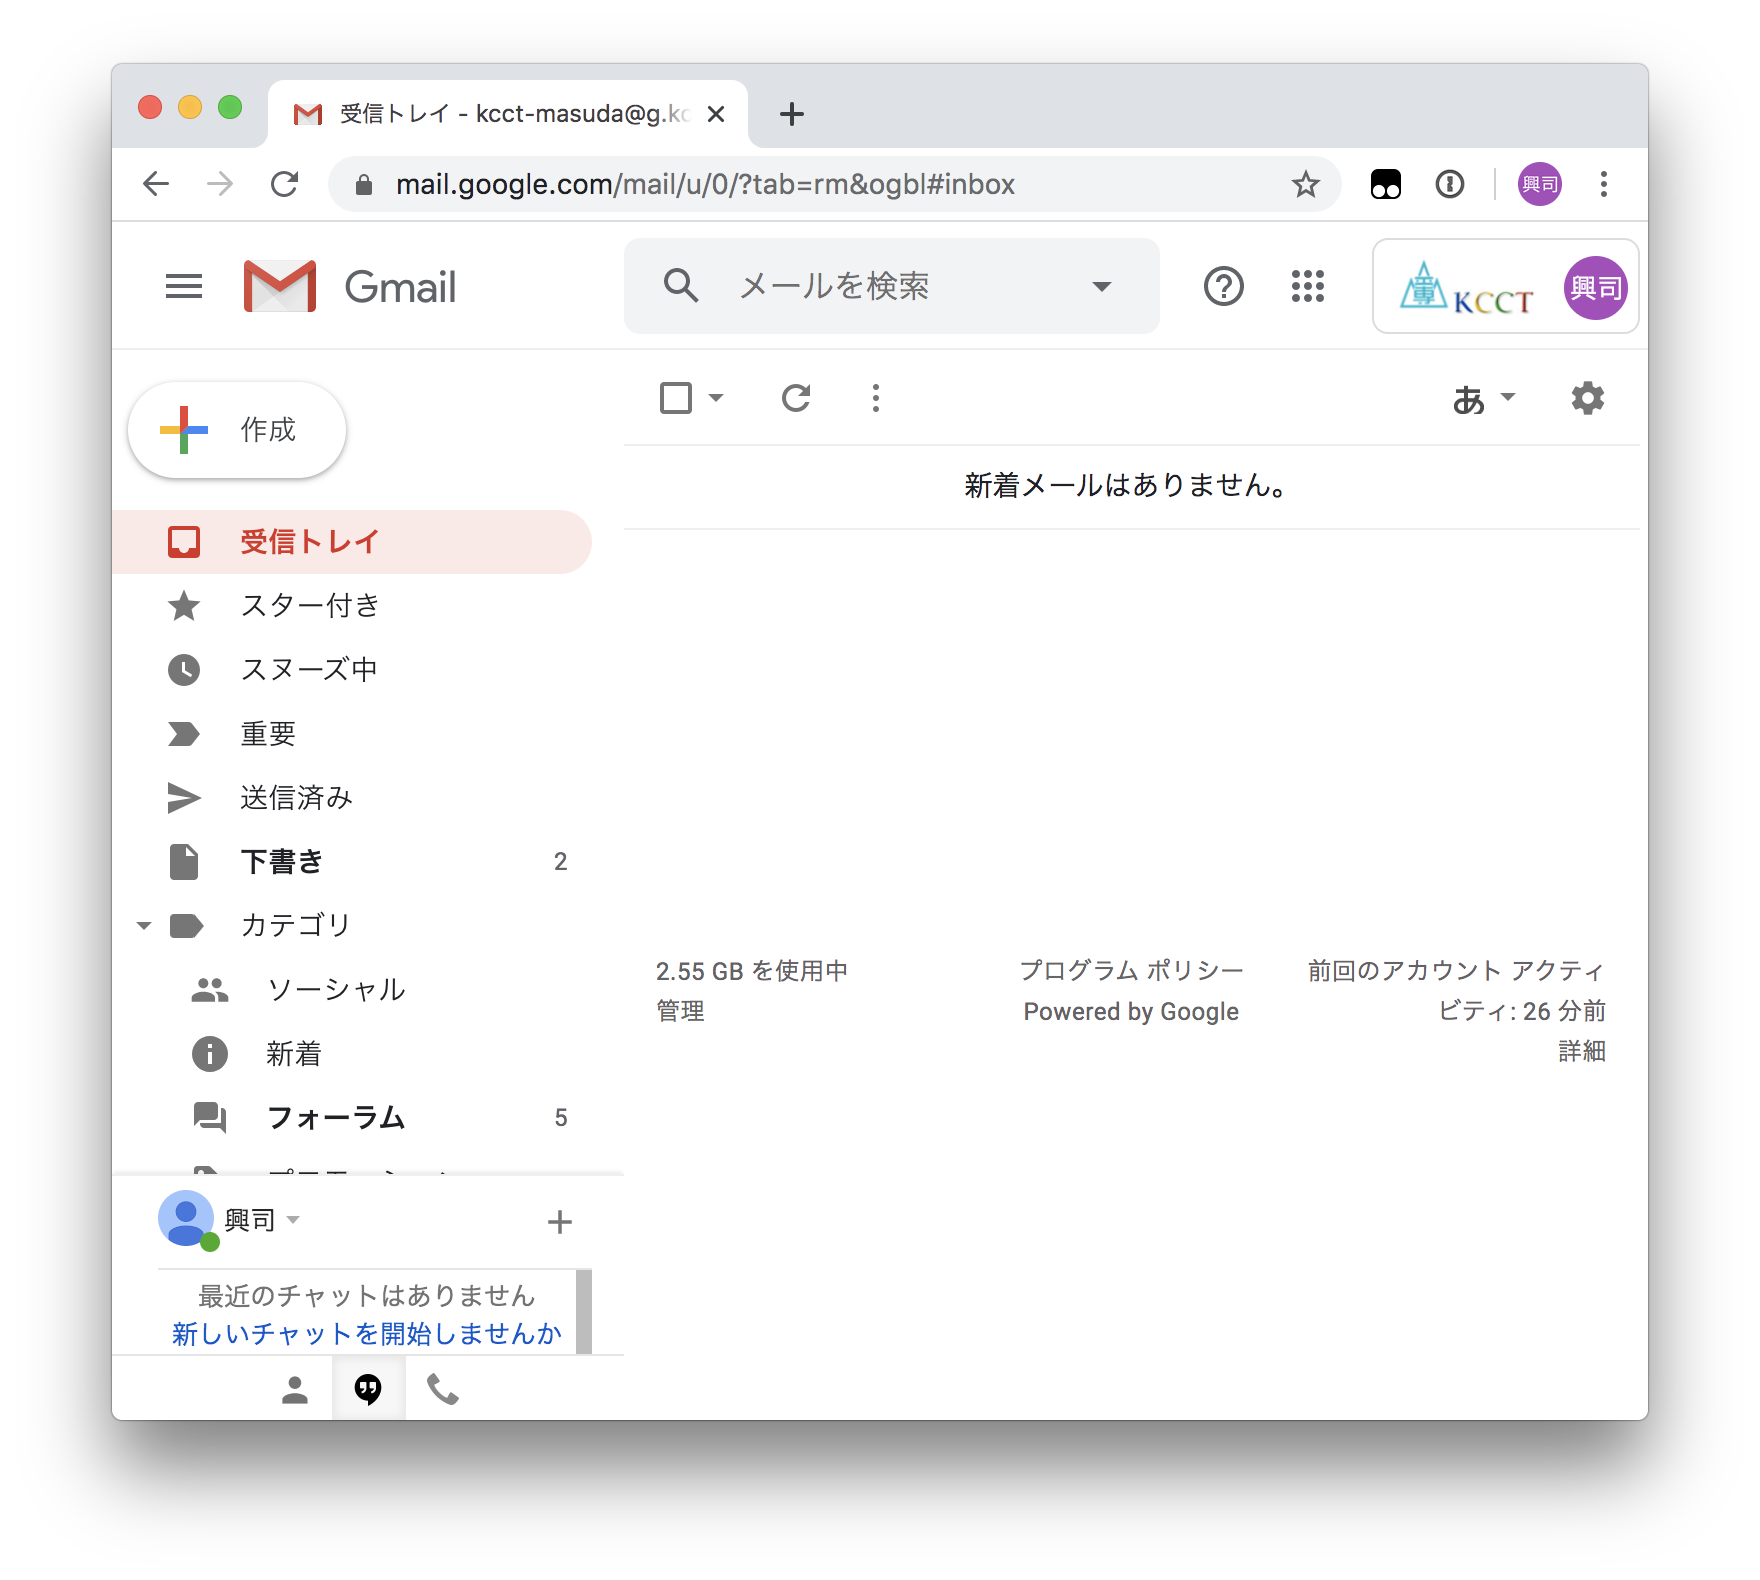 受信トレイ - kcct-masuda@g.kc
mail.google.com/mail/u/0/?tab=rm&ogbl#inbox
興司
Gmail
メールを検索
KCCT
興司
作成
あ
新着メールはありません。
受信トレイ
スター付き
スヌーズ中
重要
送信済み
下書き 2
カテゴリ
ソーシャル
新着
フォーラム 5
2.55 GB を使用中
管理
プログラム ポリシー
Powered by Google
前回のアカウント アクティ
ビティ: 26 分前
詳細
興司
最近のチャットはありません
新しいチャットを開始しませんか